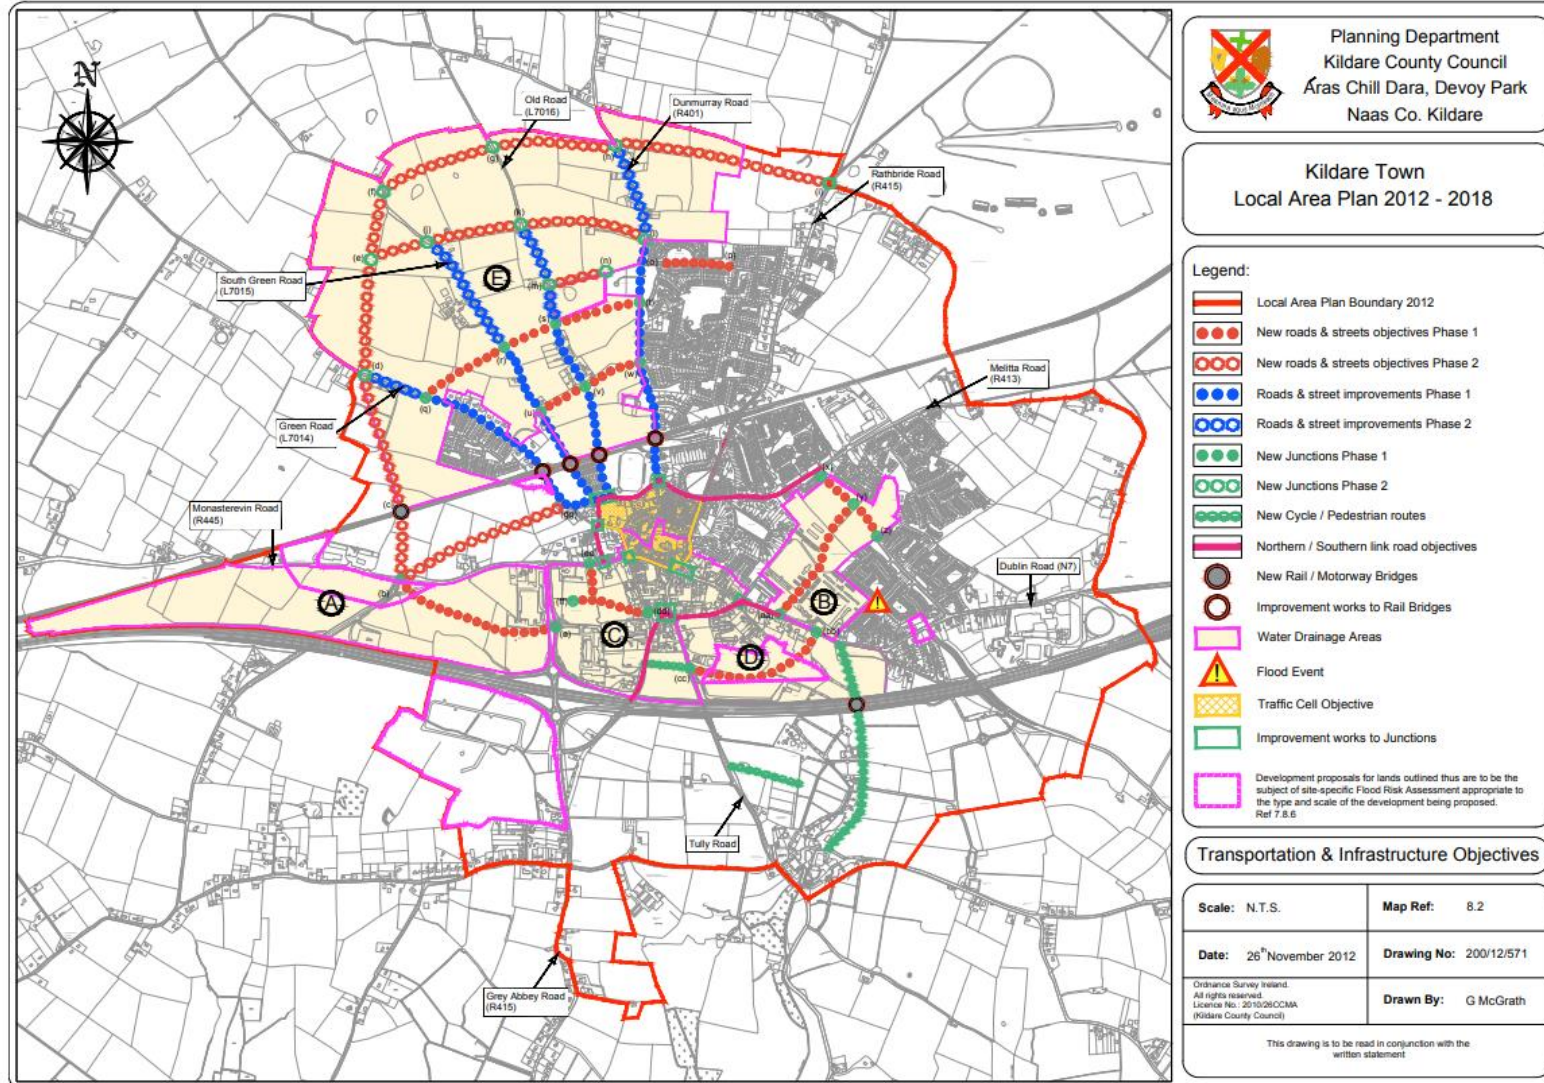 N
Old Road
(L7016)
Dunmurray Road
(R401)
Rathbride Road
(R415)
South Green Road
(L7015)
Green Road
(L7014)
Melitta Road
(R413)
Monasterevin Road
(R445)
Dublin Road (N7)
Tully Road
Grey Abbey Road
(R415)
(g)
(h)
(f)
(i)
(k)
(j)
(l)
(e)
(o)
(p)
(n)
(m)
E
(t)
(s)
(r)
(d)
(w)
(v)
(q)
(u)
(x)
(y)
(c)
(z)
(b)
A
B
(aa)
(bb)
(dd)
(a)
C
D
(cc)
Planning Department
Kildare County Council
Áras Chill Dara, Devoy Park
Naas Co. Kildare
Kildare Town
Local Area Plan 2012 - 2018
Legend:
Local Area Plan Boundary 2012
New roads & streets objectives Phase 1
New roads & streets objectives Phase 2
Roads & street improvements Phase 1
Roads & street improvements Phase 2
New Junctions Phase 1
New Junctions Phase 2
New Cycle / Pedestrian routes
Northern / Southern link road objectives
New Rail / Motorway Bridges
Improvement works to Rail Bridges
Water Drainage Areas
! Flood Event
Traffic Cell Objective
Improvement works to Junctions
Development proposals for lands outlined thus are to be the
subject of site-specific Flood Risk Assessment appropriate to
the type and scale of the development being proposed.
Ref 7.8.6
Transportation & Infrastructure Objectives
Scale: N.T.S.
Map Ref: 8.2
Date: 26th November 2012
Drawing No: 200/12/571
Ordnance Survey Ireland.
All rights reserved.
Licence No.: 2010/26CCMA
(Kildare County Council)
Drawn By: G McGrath
This drawing is to be read in conjunction with the
written statement